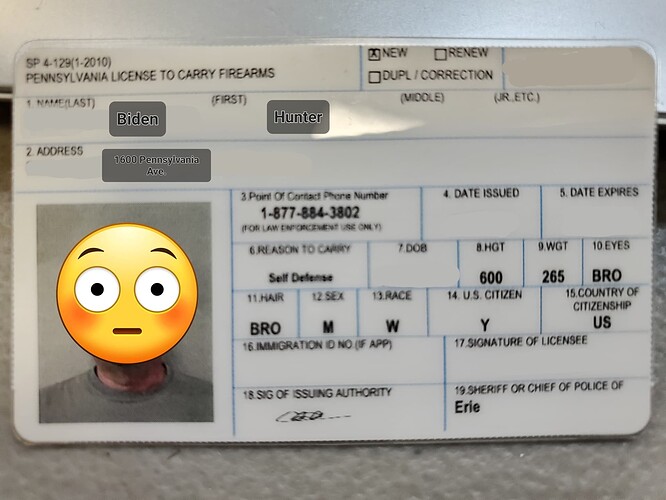 SP 4-129(1-2010)
PENNSYLVANIA LICENSE TO CARRY FIREARMS
☒ NEW ☐ RENEW
☐ DUPL / CORRECTION
1. NAME(LAST) (FIRST) (MIDDLE) (JR.,ETC.)
Biden Hunter
2. ADDRESS
1600 Pennsylvania
Ave.
3.Point Of Contact Phone Number
1-877-884-3802
(FOR LAW ENFORCEMENT USE ONLY)
4. DATE ISSUED
5. DATE EXPIRES
6.REASON TO CARRY
Self Defense
7.DOB
8.HGT
600
9.WGT
265
10.EYES
BRO
11.HAIR
BRO
12.SEX
M
13.RACE
W
14. U.S. CITIZEN
Y
15.COUNTRY OF
CITIZENSHIP
US
16.IMMIGRATION ID NO.(IF APP)
17.SIGNATURE OF LICENSEE
18.SIG OF ISSUING AUTHORITY
19.SHERIFF OR CHIEF OF POLICE OF
Erie